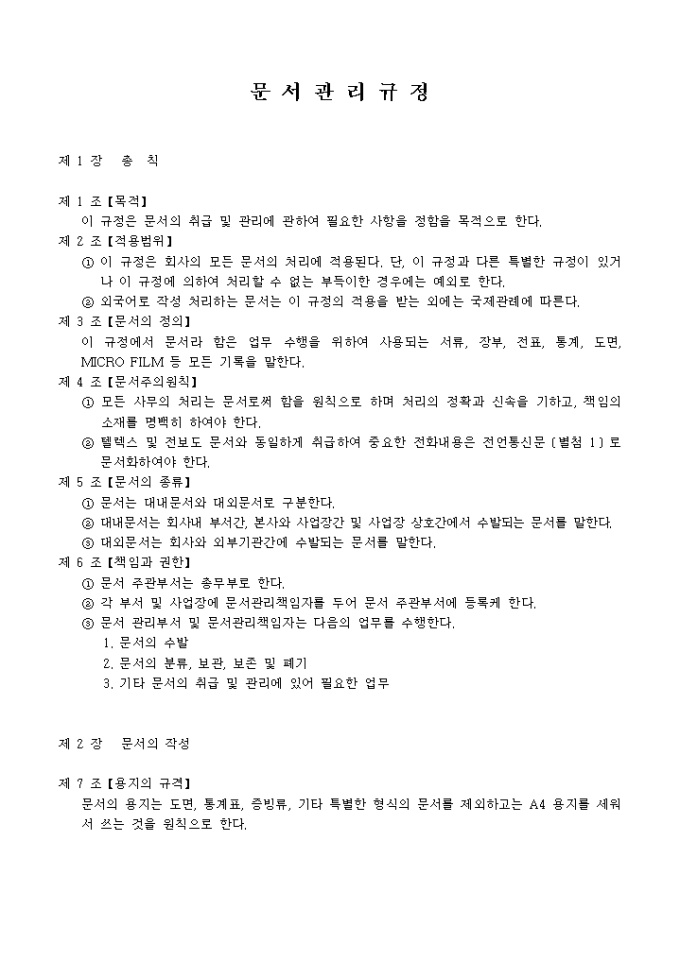 문 서 관 리 규 정
제 1 장 총 칙
제 1 조【목적】
이 규정은 문서의 취급 및 관리에 관하여 필요한 사항을 정함을 목적으로 한다.
제 2 조【적용범위】
① 이 규정은 회사의 모든 문서의 처리에 적용된다. 단, 이 규정과 다른 특별한 규정이 있거
나 이 규정에 의하여 처리할 수 없는 부득이한 경우에는 예외로 한다.
② 외국어로 작성 처리하는 문서는 이 규정의 적용을 받는 외에는 국제관례에 따른다.
제 3 조【문서의 정의】
이 규정에서 문서라 함은 업무 수행을 위하여 사용되는 서류, 장부, 전표, 통계, 도면,
MICRO FILM 등 모든 기록을 말한다.
제 4 조【문서주의원칙】
① 모든 사무의 처리는 문서로써 함을 원칙으로 하며 처리의 정확과 신속을 기하고, 책임의
소재를 명백히 하여야 한다.
② 텔렉스 및 전보도 문서와 동일하게 취급하여 중요한 전화내용은 전언통신문〔별첨 1〕로
문서화하여야 한다.
제 5 조【문서의 종류】
① 문서는 대내문서와 대외문서로 구분한다.
② 대내문서는 회사내 부서간, 본사와 사업장간 및 사업장 상호간에서 수발되는 문서를 말한다.
③ 대외문서는 회사와 외부기관간에 수발되는 문서를 말한다.
제 6 조【책임과 권한】
① 문서 주관부서는 총무부로 한다.
② 각 부서 및 사업장에 문서관리책임자를 두어 문서 주관부서에 등록케 한다.
③ 문서 관리부서 및 문서관리책임자는 다음의 업무를 수행한다.
1. 문서의 수발
2. 문서의 분류, 보관, 보존 및 폐기
3. 기타 문서의 취급 및 관리에 있어 필요한 업무
제 2 장 문서의 작성
제 7 조【용지의 규격】
문서의 용지는 도면, 통계표, 증빙류, 기타 특별한 형식의 문서를 제외하고는 A4 용지를 세워
서 쓰는 것을 원칙으로 한다.